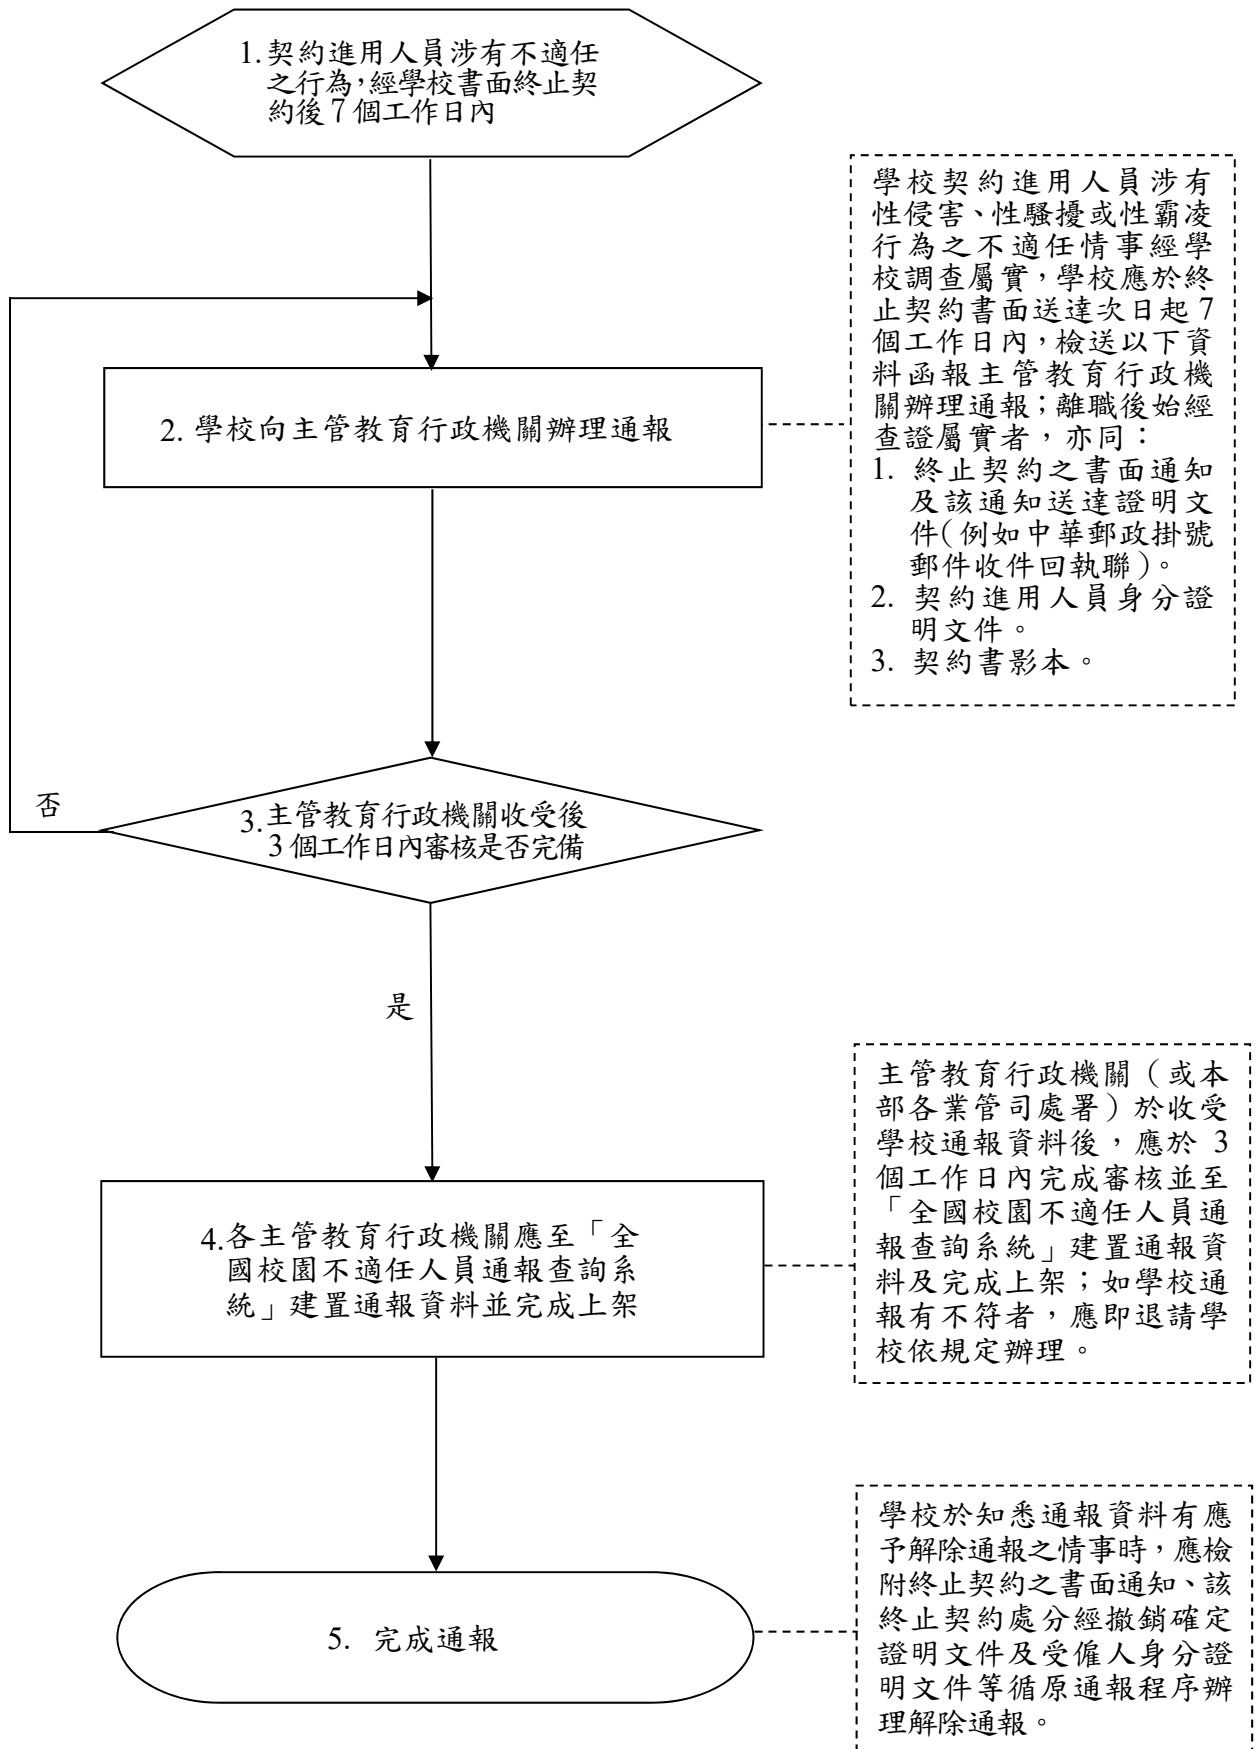 1.契約進用人員涉有不適任
之行為，經學校書面終止契
約後7個工作日內
學校契約進用人員涉有
性侵害、性騷擾或性霸凌
行為之不適任情事經學
校調查屬實，學校應於終
止契約書面送達次日起7
個工作日內，檢送以下資
料函報主管教育行政機
關辦理通報；離職後始經
查證屬實者，亦同：
1. 終止契約之書面通知
及該通知送達證明文
件(例如中華郵政掛號
郵件收件回執聯)。
2. 契約進用人員身分證
明文件。
3. 契約書影本。
2. 學校向主管教育行政機關辦理通報
否
3.主管教育行政機關收受後
3個工作日內審核是否完備
是
主管教育行政機關（或本
部各業管司處署）於收受
學校通報資料後，應於 3
個工作日內完成審核並至
「全國校園不適任人員通
報查詢系統」建置通報資
料及完成上架；如學校通
報有不符者，應即退請學
校依規定辦理。
4.各主管教育行政機關應至「全
國校園不適任人員通報查詢系
統」建置通報資料並完成上架
學校於知悉通報資料有應
予解除通報之情事時，應檢
附終止契約之書面通知、該
終止契約處分經撤銷確定
證明文件及受僱人身分證
明文件等循原通報程序辦
理解除通報。
5. 完成通報